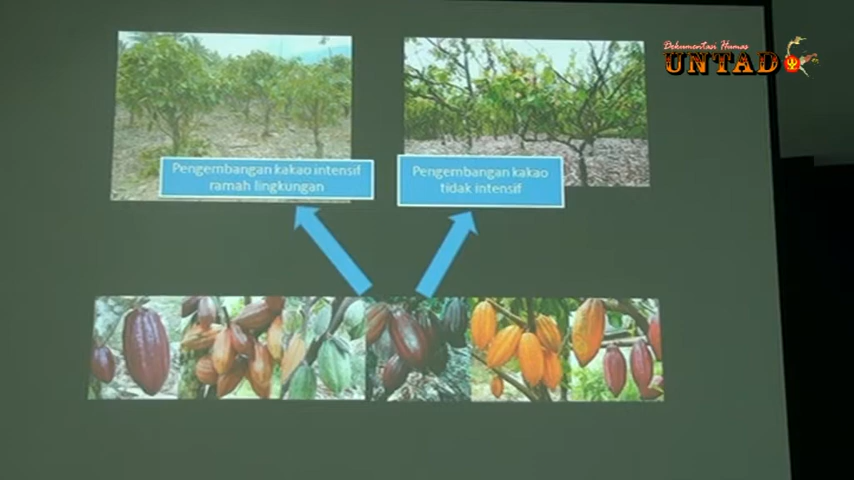 Dokumentasi Humas
UNTAD
Pengembangan kakao intensif
ramah lingkungan
Pengembangan kakao
tidak intensif